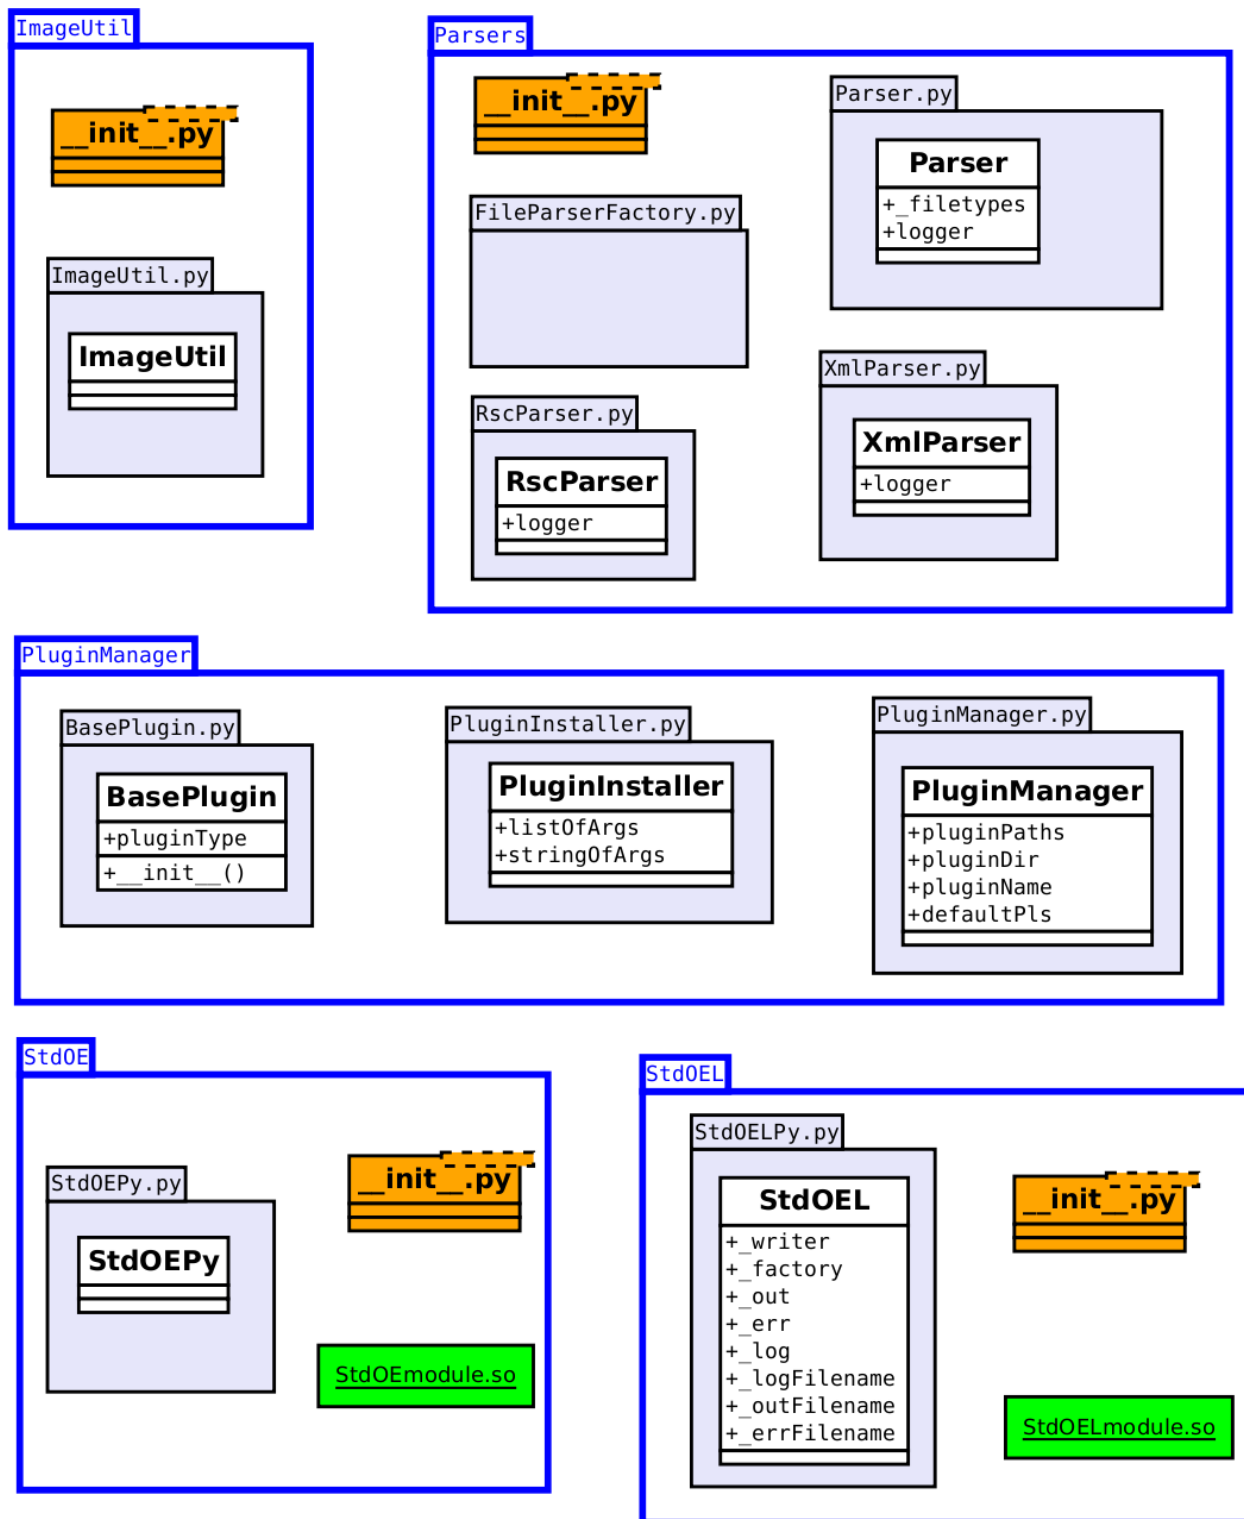 ImageUtil
__init__.py
ImageUtil.py
ImageUtil
Parsers
__init__.py
Parser.py
Parser
+_filetypes
+logger
FileParserFactory.py
RscParser.py
RscParser
+logger
XmlParser.py
XmlParser
+logger
PluginManager
BasePlugin.py
BasePlugin
+pluginType
+__init__()
PluginInstaller.py
PluginInstaller
+listOfArgs
+stringOfArgs
PluginManager.py
PluginManager
+pluginPaths
+pluginDir
+pluginName
+defaultPls
StdOE
StdOEPy.py
StdOEPy
__init__.py
StdOEmodule.so
StdOEL
StdOELPy.py
StdOEL
+_writer
+_factory
+_out
+_err
+_log
+_logFilename
+_outFilename
+_errFilename
__init__.py
StdOELmodule.so